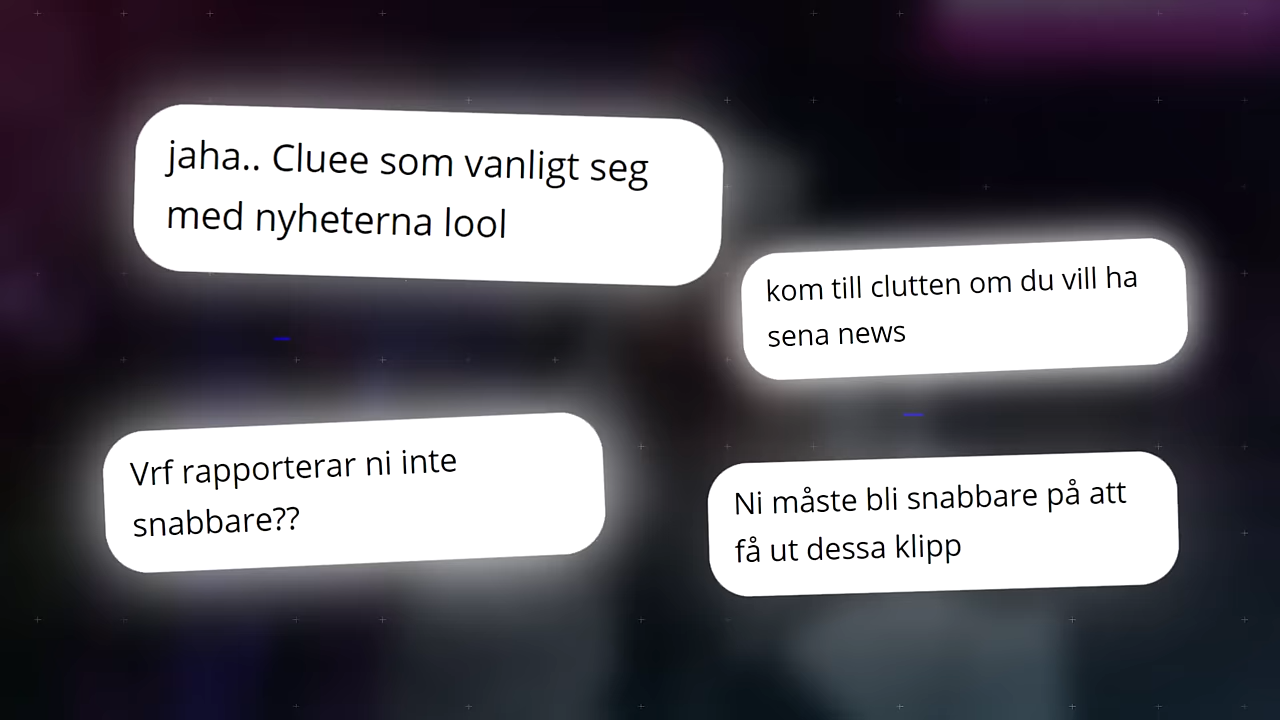 jaha.. Cluee som vanligt seg
med nyheterna lool
kom till clutten om du vill ha
sena news
Vrf rapporterar ni inte
snabbare??
Ni måste bli snabbare på att
få ut dessa klipp